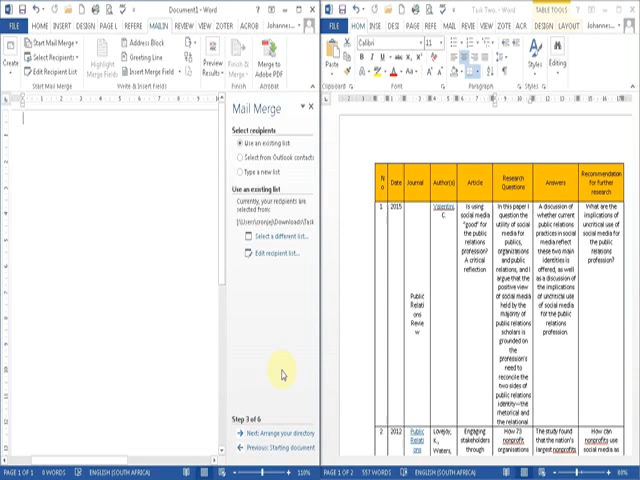 Document1 - Word
FILE HOME INSERT DESIGN PAGE L REFERE MAILIN REVIEW VIEW ZOTER ACROB Johannes...
Create
Start Mail Merge
Select Recipients
Edit Recipient List
Start Mail Merge
Highlight Merge Fields
Address Block
Greeting Line
Insert Merge Field
Write & Insert Fields
Preview Results
Finish & Merge
Finish
Merge to Adobe PDF
Acrobat
Mail Merge
Select recipients
Use an existing list
Select from Outlook contacts
Type a new list
Use an existing list
Currently, your recipients are selected from:
Select a different list...
Edit recipient list...
Step 3 of 6
Next: Arrange your directory
Previous: Starting document
PAGE 1 OF 1 0 WORDS ENGLISH (SOUTH AFRICA) 110%
Task Two. - Word
TABLE TOOLS
FILE HOM INSE DESI PAGE REFE MAIL REVIE VIEW ZOTE ACR DESIGN LAYOUT Johannes...
Paste
Calibri 11
Styles
Editing
Clipboard Font Paragraph Styles
No Date Journal Author(s) Article Research Questions Answers Recommendation for further research
1 2015 Public Relations Review Valentini, C. Is using social media "good" for the public relations profession? A critical reflection
In this paper I question the utility of social media for publics, organizations and public relations, and I argue that the positive view of social media held by the majority of public relations scholars is grounded on the profession's need to reconcile the two sides of public relations identity—the rhetorical and the relational
A discussion of whether current public relations practices in social media reflect these two main identities is offered, as well as a discussion of the implications of uncritical use of social media for the public relations profession.
What are the implications of uncritical use of social media for the public relations profession?
2 2012 Public Relations Lovejoy, K., Waters, Engaging stakeholders through
How 73 nonprofit organisations
The study found that the nation's largest nonprofits
How can nonprofits use social media as
PAGE 1 OF 2 557 WORDS ENGLISH (SOUTH AFRICA) 80%